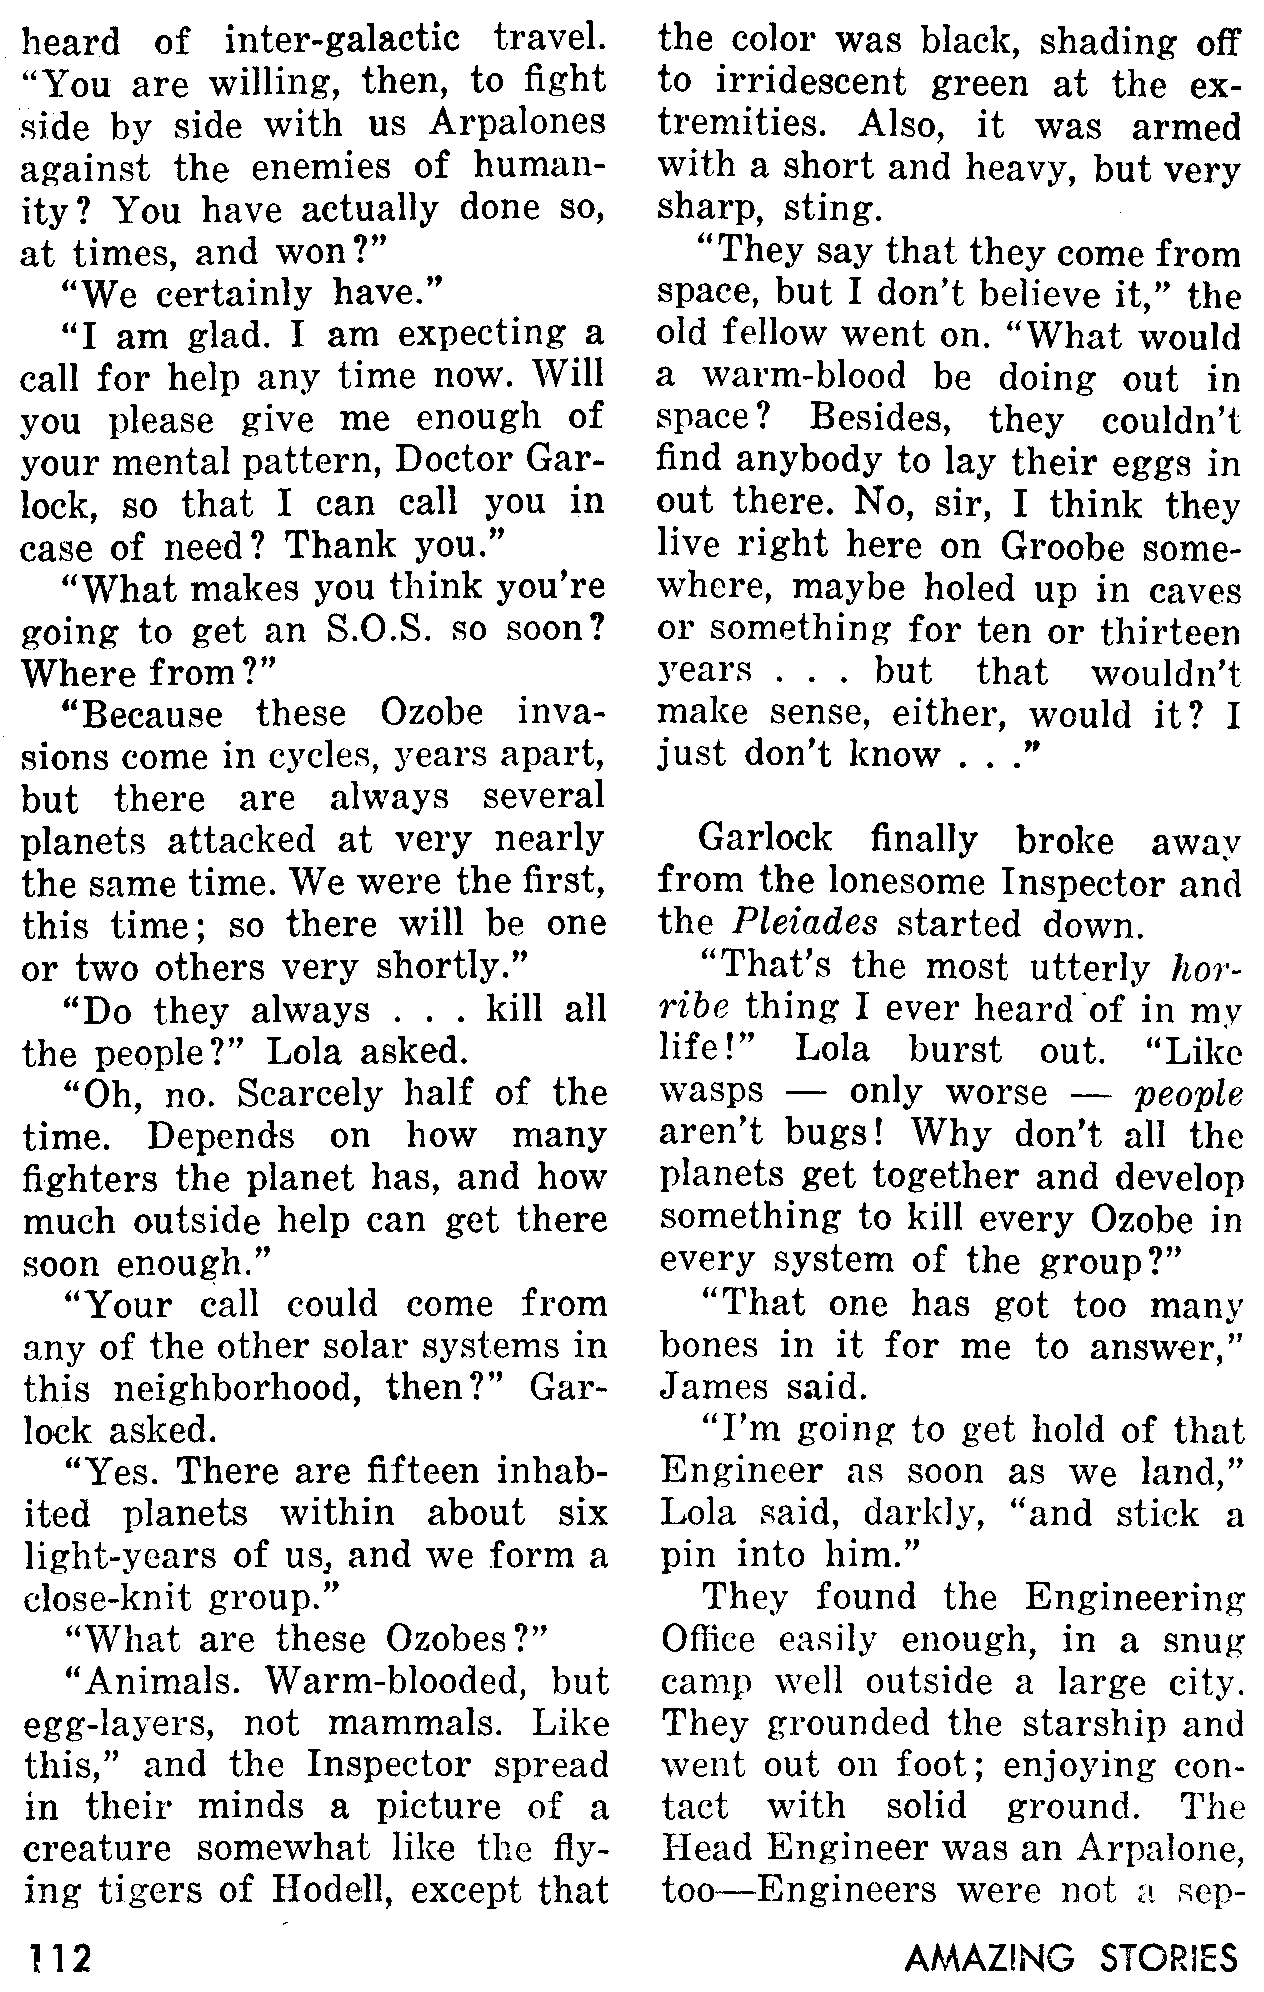 heard of inter-galactic travel.
“You are willing, then, to fight
side by side with us Arpalones
against the enemies of human-
ity? You have actually done so,
at times, and won?”
“We certainly have.”
“I am glad. I am expecting a
call for help any time now. Will
you please give me enough of
your mental pattern, Doctor Gar-
lock, so that I can call you in
case of need? Thank you.”
“What makes you think you’re
going to get an S.O.S. so soon?
Where from?”
“Because these Ozobe inva-
sions come in cycles, years apart,
but there are always several
planets attacked at very nearly
the same time. We were the first,
this time; so there will be one
or two others very shortly.”
“Do they always . . . kill all
the people?” Lola asked.
“Oh, no. Scarcely half of the
time. Depends on how many
fighters the planet has, and how
much outside help can get there
soon enough.”
“Your call could come from
any of the other solar systems in
this neighborhood, then?” Gar-
lock asked.
“Yes. There are fifteen inhab-
ited planets within about six
light-years of us, and we form a
close-knit group.”
“What are these Ozobes?”
“Animals. Warm-blooded, but
egg-layers, not mammals. Like
this,” and the Inspector spread
in their minds a picture of a
creature somewhat like the fly-
ing tigers of Hodell, except that
the color was black, shading off
to irridescent green at the ex-
tremities. Also, it was armed
with a short and heavy, but very
sharp, sting.
“They say that they come from
space, but I don’t believe it,” the
old fellow went on. “What would
a warm-blood be doing out in
space? Besides, they couldn’t
find anybody to lay their eggs in
out there. No, sir, I think they
live right here on Groobe some-
where, maybe holed up in caves
or something for ten or thirteen
years . . . but that wouldn’t
make sense, either, would it? I
just don’t know . . .”
Garlock finally broke away
from the lonesome Inspector and
the Pleiades started down.
“That’s the most utterly hor-
ribe thing I ever heard of in my
life!” Lola burst out. “Like
wasps — only worse — people
aren’t bugs! Why don’t all the
planets get together and develop
something to kill every Ozobe in
every system of the group?”
“That one has got too many
bones in it for me to answer,”
James said.
“I’m going to get hold of that
Engineer as soon as we land,”
Lola said, darkly, “and stick a
pin into him.”
They found the Engineering
Office easily enough, in a snug
camp well outside a large city.
They grounded the starship and
went out on foot; enjoying con-
tact with solid ground. The
Head Engineer was an Arpalone,
too—Engineers were not a sep-
112
AMAZING STORIES